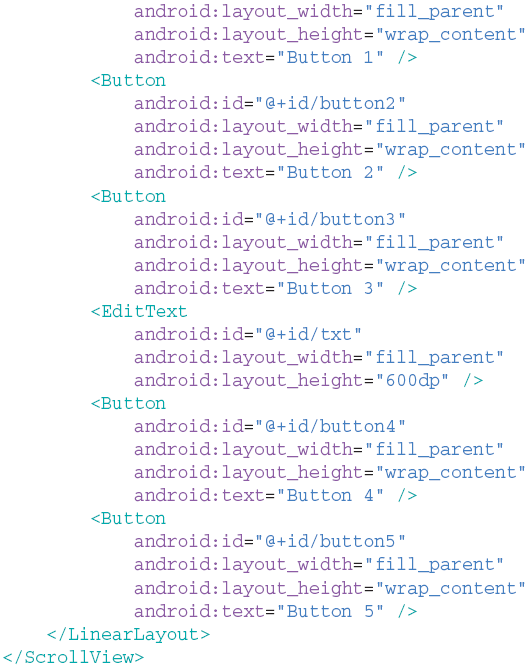 android:layout_width="fill_parent"
            android:layout_height="wrap_content"
            android:text="Button 1" />
        <Button
            android:id="@+id/button2"
            android:layout_width="fill_parent"
            android:layout_height="wrap_content"
            android:text="Button 2" />
        <Button
            android:id="@+id/button3"
            android:layout_width="fill_parent"
            android:layout_height="wrap_content"
            android:text="Button 3" />
        <EditText
            android:id="@+id/txt"
            android:layout_width="fill_parent"
            android:layout_height="600dp" />
        <Button
            android:id="@+id/button4"
            android:layout_width="fill_parent"
            android:layout_height="wrap_content"
            android:text="Button 4" />
        <Button
            android:id="@+id/button5"
            android:layout_width="fill_parent"
            android:layout_height="wrap_content"
            android:text="Button 5" />
    </LinearLayout>
</ScrollView>